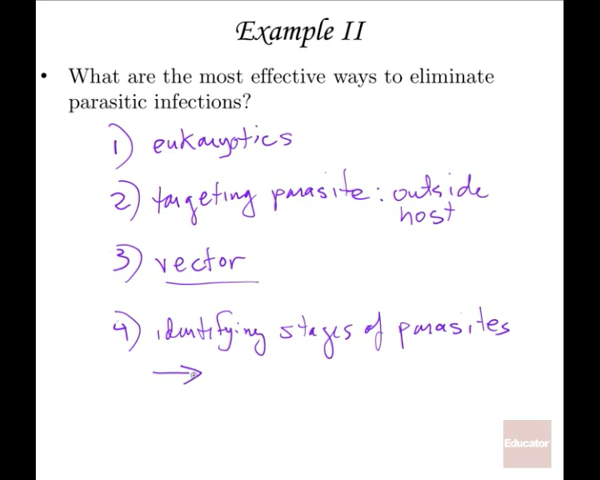 Example II
• What are the most effective ways to eliminate
parasitic infections?
1) eukaryotics
2) targeting parasite: outside
host
3) vector
4) identifying stages of parasites
→
Educator